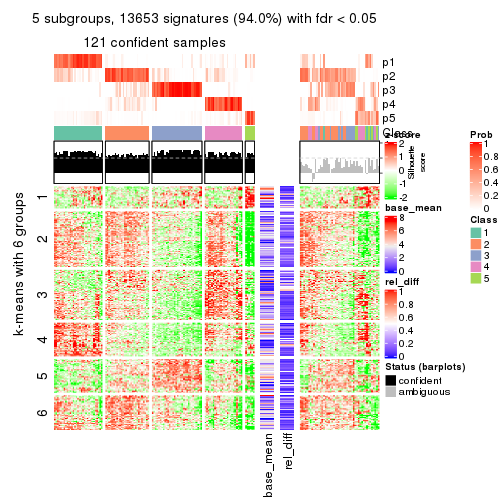 5 subgroups, 13653 signatures (94.0%) with fdr < 0.05
121 confident samples
p1
p2
p3
p4
p5
Class
Silhouette
score
k-means with 6 groups
1
2
3
4
5
6
base_mean
rel_diff
z-score
2
1
0
-1
-2
base_mean
8
6
4
2
0
rel_diff
1
0.8
0.6
0.4
0.2
0
Status (barplots)
confident
ambiguous
Prob
1
0.8
0.6
0.4
0.2
0
Class
1
2
3
4
5